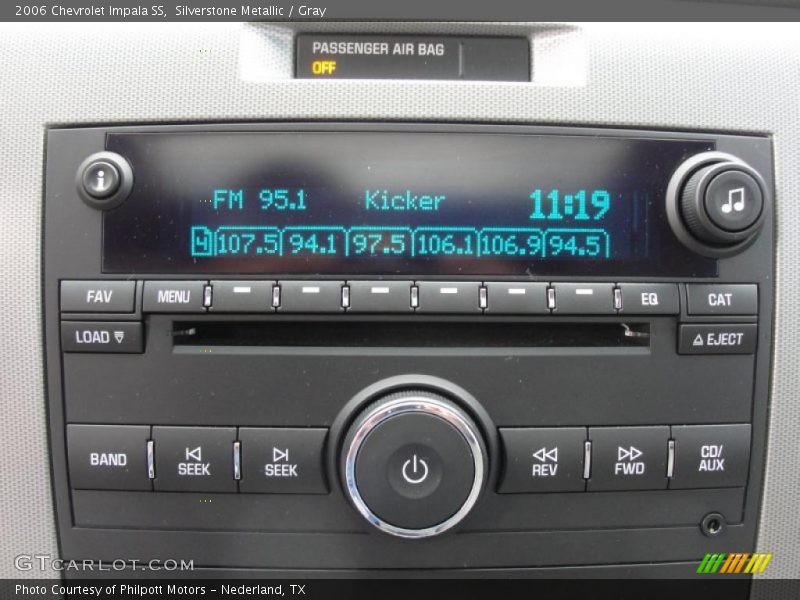 2006 Chevrolet Impala SS, Silverstone Metallic / Gray
PASSENGER AIR BAG
OFF
i
FM 95.1 Kicker 11:19
4 107.5 94.1 97.5 106.1 106.9 94.5
FAV MENU EQ CAT
LOAD EJECT
BAND SEEK SEEK REV FWD CD/
AUX
GTCARLOT.COM
Photo Courtesy of Philpott Motors - Nederland, TX